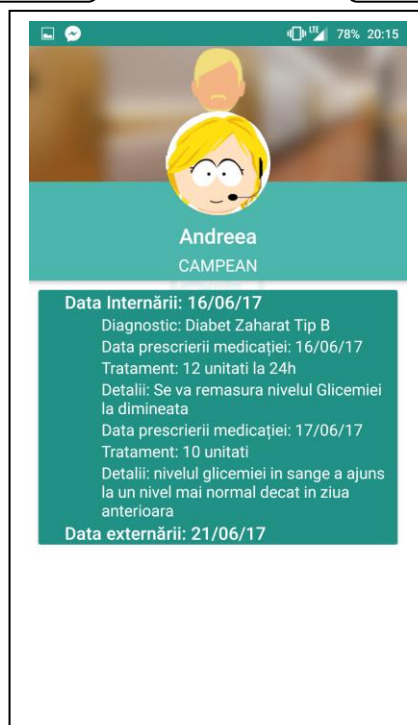 LTE 78% 20:15
Andreea
CAMPEAN
Data Internării: 16/06/17
Diagnostic: Diabet Zaharat Tip B
Data prescrierii medicației: 16/06/17
Tratament: 12 unitati la 24h
Detalii: Se va remasura nivelul Glicemiei
la dimineata
Data prescrierii medicației: 17/06/17
Tratament: 10 unitati
Detalii: nivelul glicemiei in sange a ajuns
la un nivel mai normal decat in ziua
anterioara
Data externării: 21/06/17